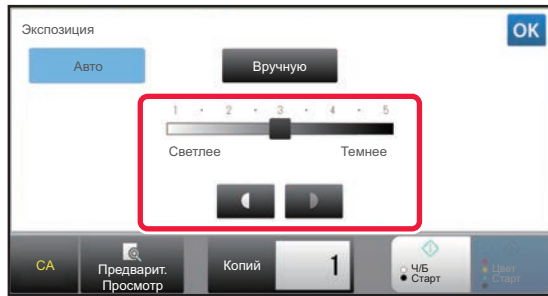 Экспозиция
OK
Авто
Вручную
1 · 2 · 3 · 4 · 5
Светлее
Темнее
CA
Предварит.
Просмотр
Копий
1
Ч/Б
Старт
Цвет
Старт